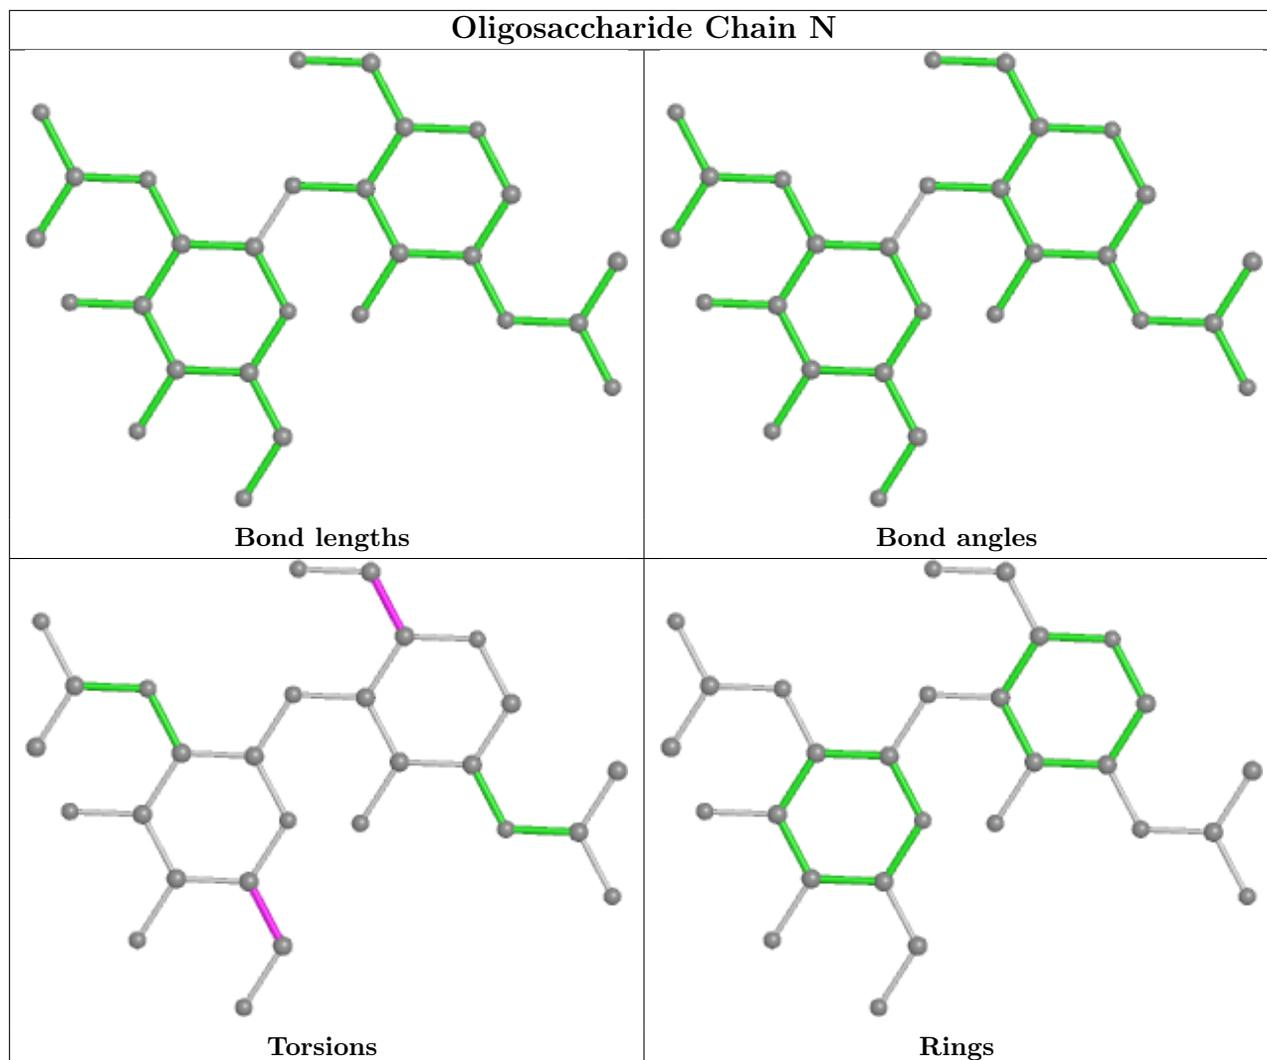 Oligosaccharide Chain N
Bond lengths
Bond angles
Torsions
Rings